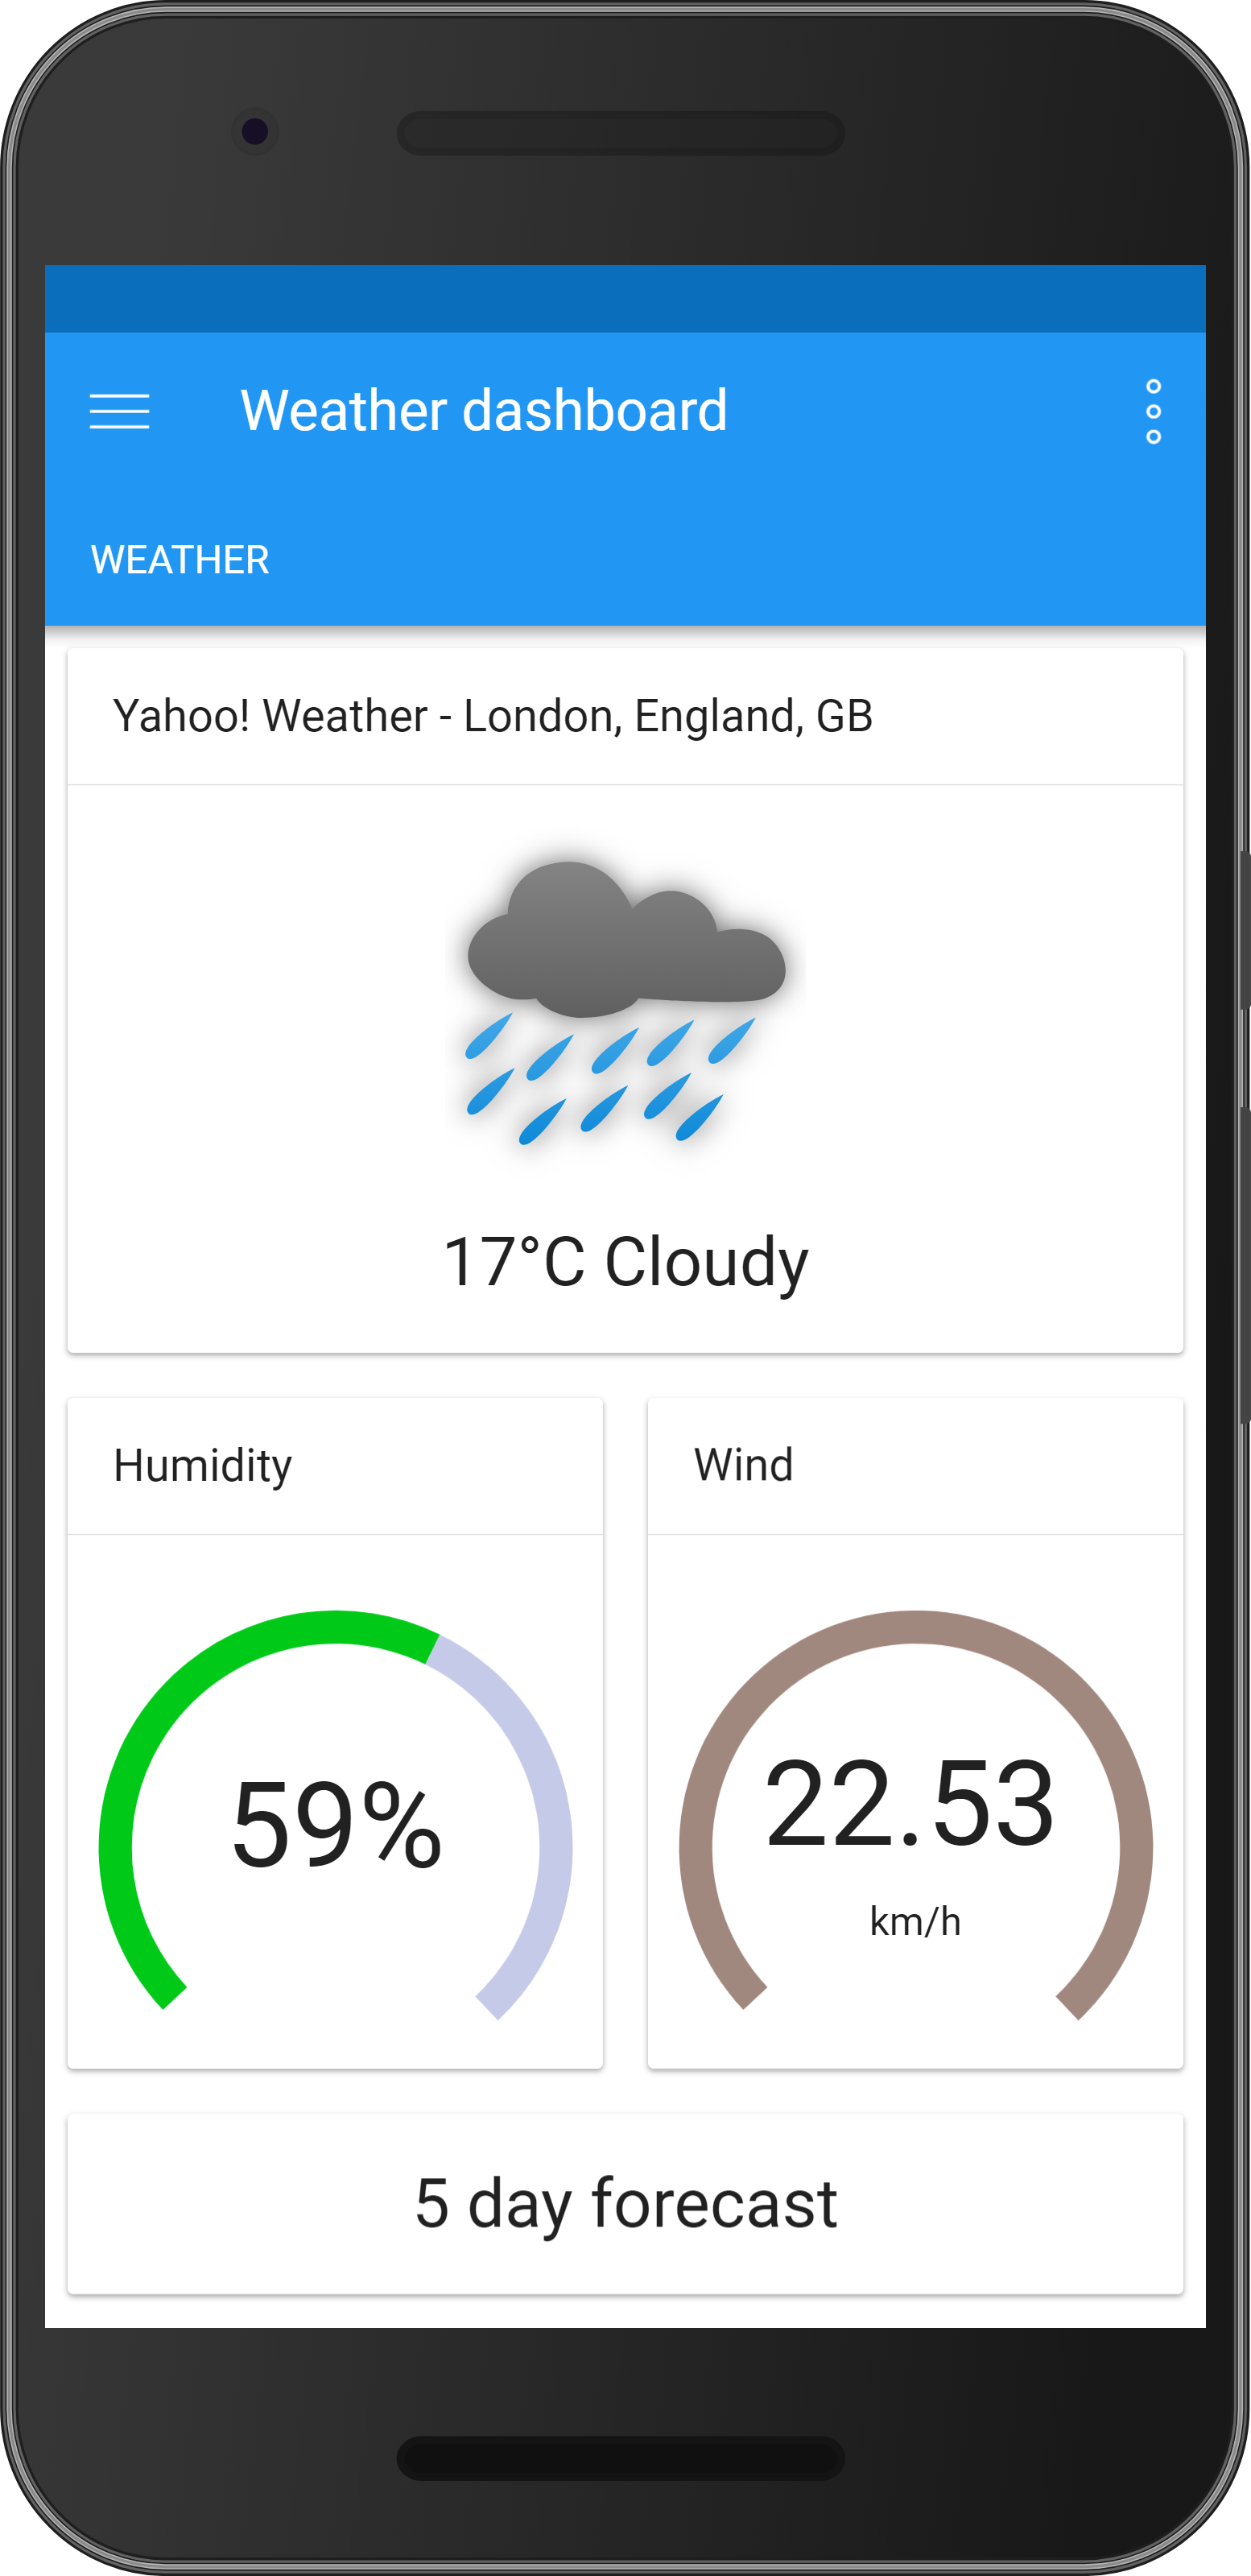 Weather dashboard
WEATHER
Yahoo! Weather - London, England, GB
17°C Cloudy
Humidity
Wind
59%
22.53
km/h
5 day forecast